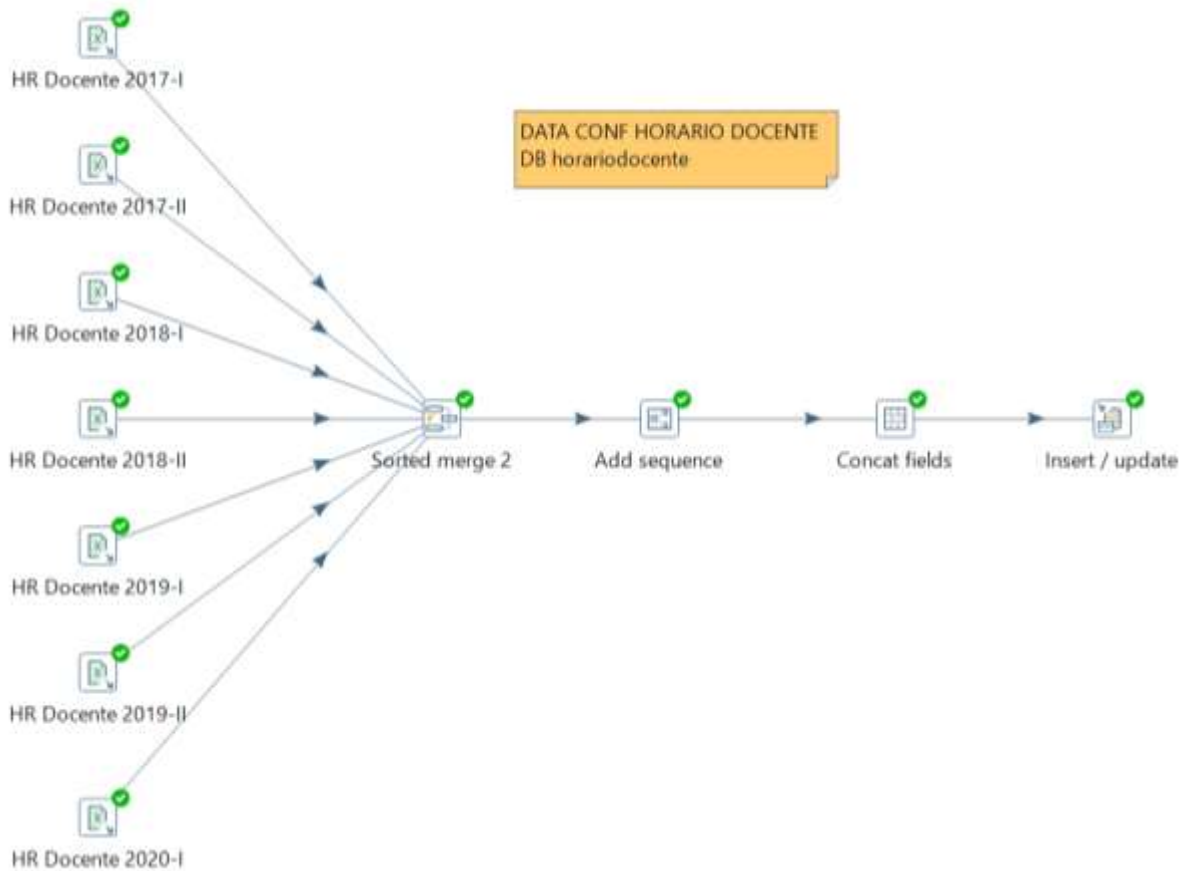 HR Docente 2017-I
DATA CONF HORARIO DOCENTE
DB horariodocente
HR Docente 2017-II
HR Docente 2018-I
HR Docente 2018-II
Sorted merge 2
Add sequence
Concat fields
Insert / update
HR Docente 2019-I
HR Docente 2019-II
HR Docente 2020-I